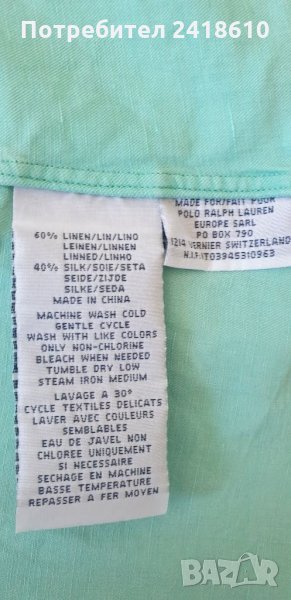 Потребител 2418610
60% LINEN/LIN/LINO
LEINEN/LINNEN
LINNED/LINHO
40% SILK/SOIE/SETA
SEIDE/ZIJDE
SILKE/SEDA
MADE IN CHINA
MACHINE WASH COLD
GENTLE CYCLE
WASH WITH LIKE COLORS
ONLY NON-CHLORINE
BLEACH WHEN NEEDED
TUMBLE DRY LOW
STEAM IRON MEDIUM
LAVAGE A 30°
CYCLE TEXTILES DELICATS
LAVER AVEC COULEURS
SEMBLABLES
EAU DE JAVEL NON
CHLOREE UNIQUEMENT
SI NECESSAIRE
SECHAGE EN MACHINE
BASSE TEMPERATURE
REPASSER A FER MOYEN
MADE FOR/FAIT POUR
POLO RALPH LAUREN
EUROPE SARL
PO BOX 790
1214 VERNIER SWITZERLAND
N.I.F. IT03945310963
BAZAR